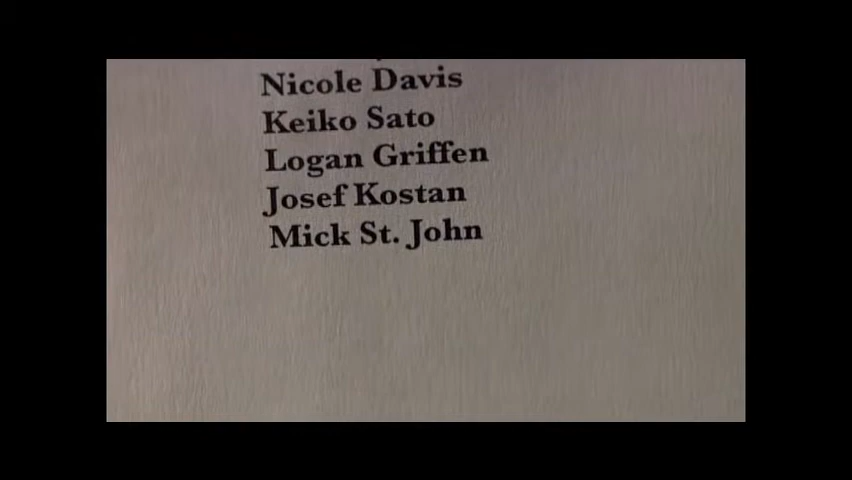 Nicole Davis
Keiko Sato
Logan Griffen
Josef Kostan
Mick St. John